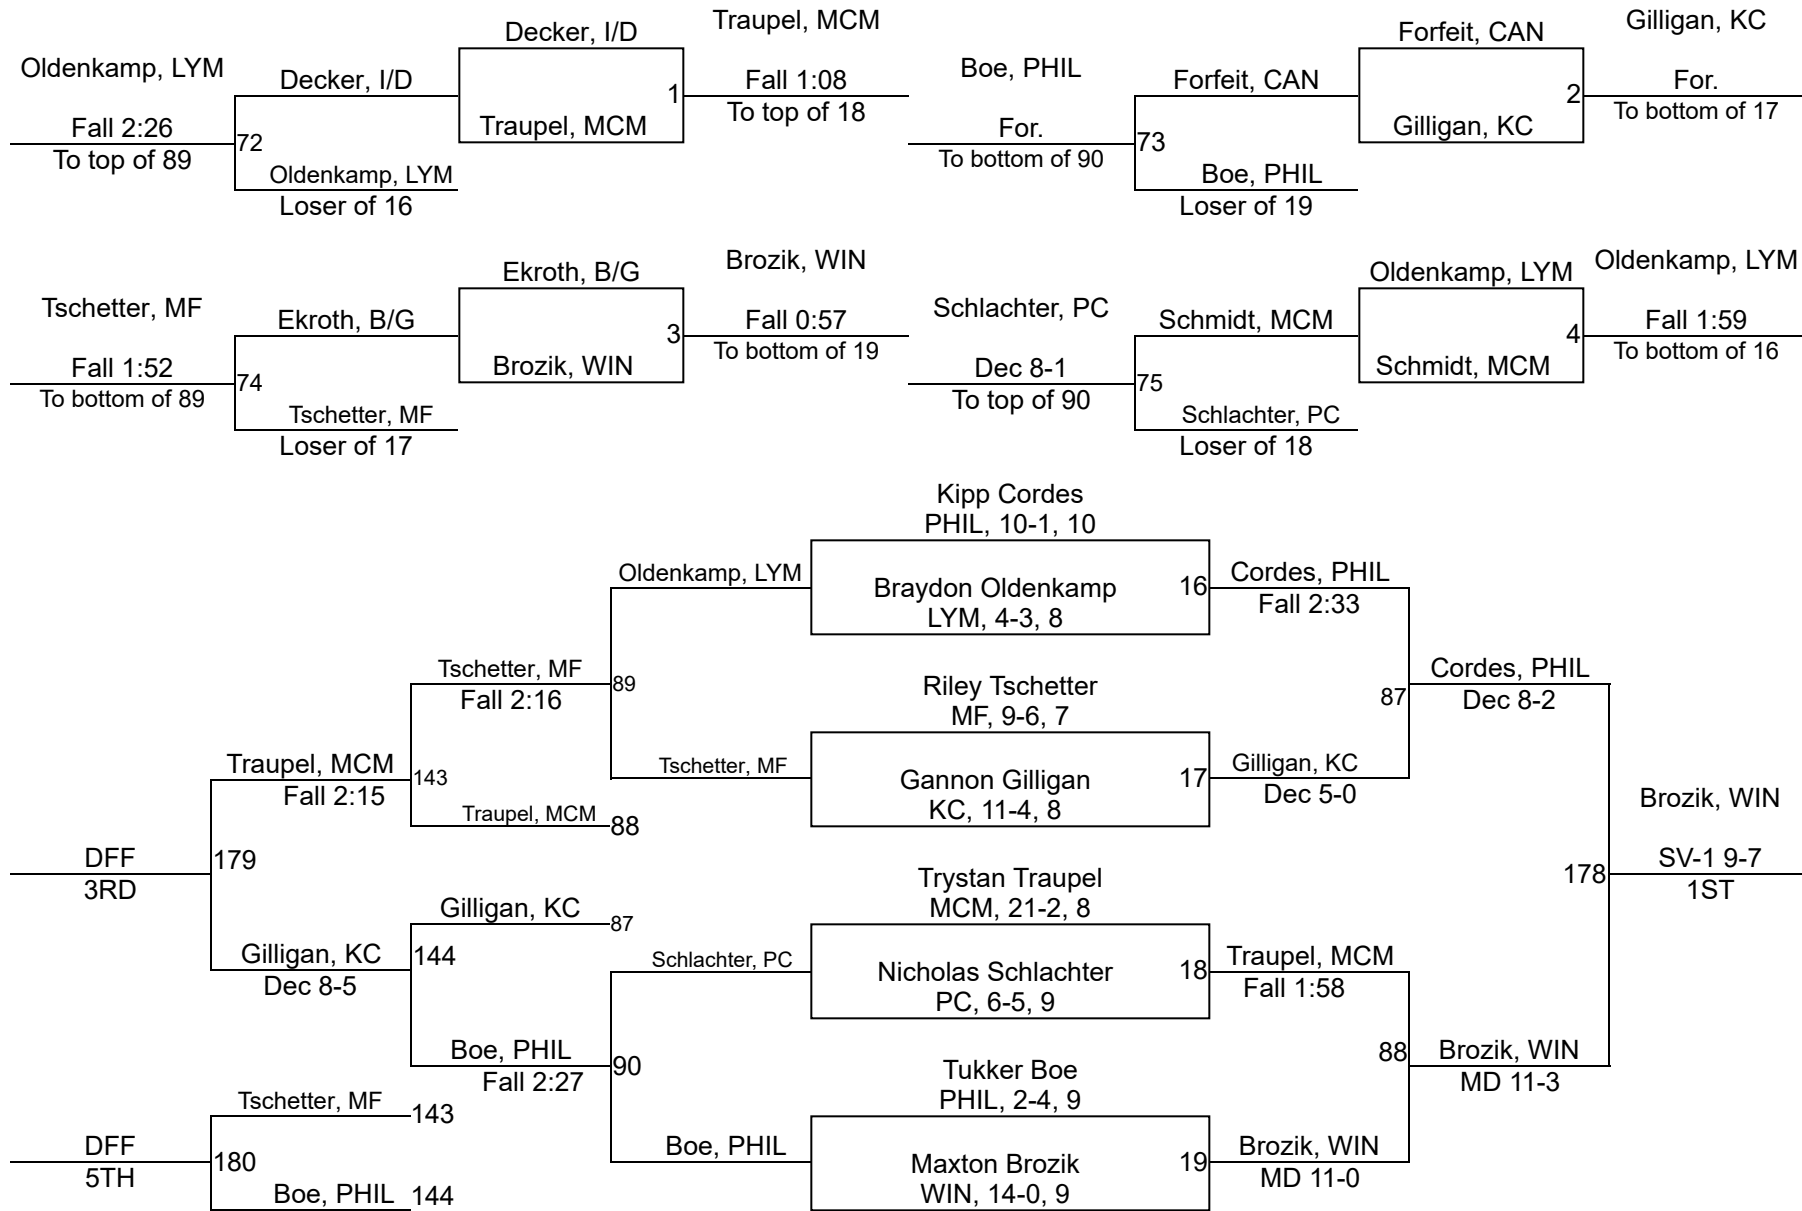 Oldenkamp, LYM
Fall 2:26
To top of 89
72
Decker, I/D
Oldenkamp, LYM
Loser of 16
Decker, I/D
Traupel, MCM
1
Traupel, MCM
Fall 1:08
To top of 18
Boe, PHIL
For.
To bottom of 90
73
Forfeit, CAN
Boe, PHIL
Loser of 19
Forfeit, CAN
Gilligan, KC
2
Gilligan, KC
For.
To bottom of 17
Tschetter, MF
Fall 1:52
To bottom of 89
74
Ekroth, B/G
Tschetter, MF
Loser of 17
Ekroth, B/G
Brozik, WIN
3
Brozik, WIN
Fall 0:57
To bottom of 19
Schlachter, PC
Dec 8-1
To top of 90
75
Schmidt, MCM
Schlachter, PC
Loser of 18
Oldenkamp, LYM
Schmidt, MCM
4
Oldenkamp, LYM
Fall 1:59
To bottom of 16
Kipp Cordes
PHIL, 10-1, 10
Braydon Oldenkamp
LYM, 4-3, 8
16
Cordes, PHIL
Fall 2:33
Riley Tschetter
MF, 9-6, 7
Gannon Gilligan
KC, 11-4, 8
17
Gilligan, KC
Dec 5-0
Trystan Traupel
MCM, 21-2, 8
Nicholas Schlachter
PC, 6-5, 9
18
Traupel, MCM
Fall 1:58
Tukker Boe
PHIL, 2-4, 9
Maxton Brozik
WIN, 14-0, 9
19
Brozik, WIN
MD 11-0
87
Cordes, PHIL
Dec 8-2
88
Brozik, WIN
MD 11-3
178
Brozik, WIN
SV-1 9-7
1ST
Oldenkamp, LYM
89
Tschetter, MF
Tschetter, MF
Fall 2:16
143
Traupel, MCM
88
Traupel, MCM
Fall 2:15
179
DFF
3RD
Gilligan, KC
87
Gilligan, KC
Dec 8-5
144
Schlachter, PC
90
Boe, PHIL
Boe, PHIL
Fall 2:27
Tschetter, MF
143
DFF
5TH
180
Boe, PHIL
144